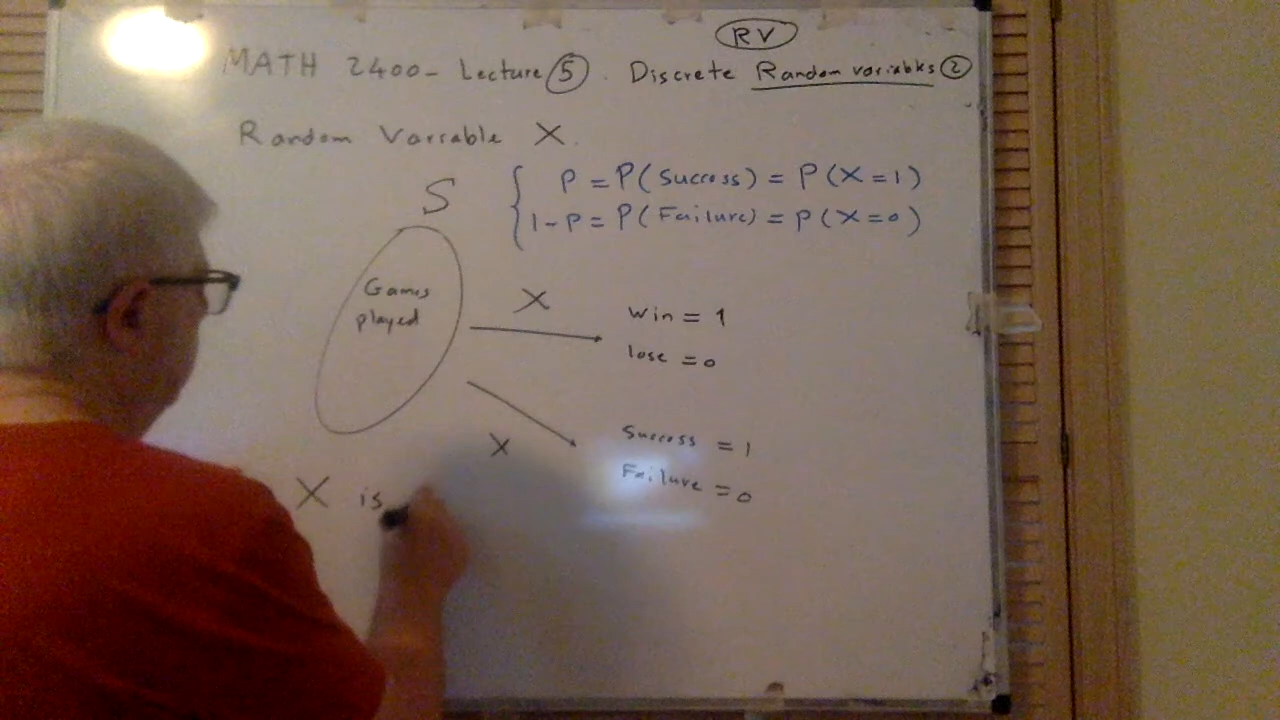 RV
MATH 2400- Lecture 5. Discrete Random variables 2
Random Variable X.
S
P = P(Success) = P(X=1)
1-P = P(Failure) = P(X=0)
Games
played
X
Win = 1
lose = 0
X
Success = 1
Failure = 0
X is